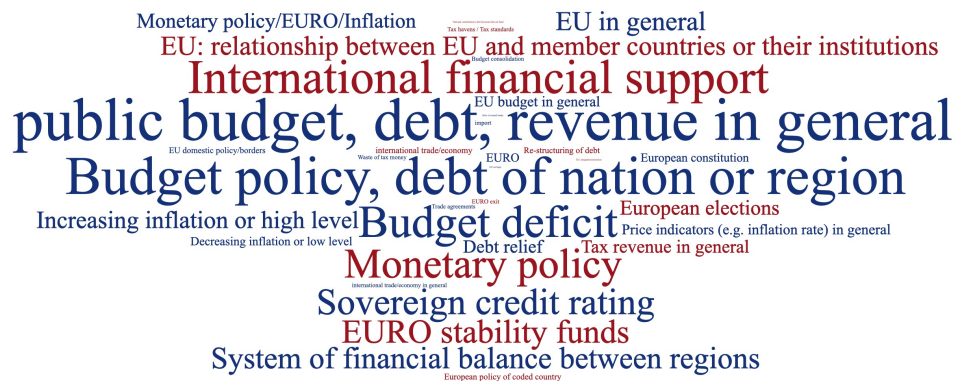 Monetary policy/EURO/Inflation
Tax havens / Tax standards
EU in general
EU: relationship between EU and member countries or their institutions
Budget consolidation
International financial support
EU budget in general
public budget, debt, revenue in general
import
EU domestic policy/borders
international trade/economy
Re-structuring of debt
Waste of tax money
EURO
European constitution
Budget policy, debt of nation or region
EURO exit
Trade agreements
European elections
Increasing inflation or high level
Budget deficit
Price indicators (e.g. inflation rate) in general
Decreasing inflation or low level
Debt relief
Tax revenue in general
Monetary policy
international trade/economy in general
Sovereign credit rating
EURO stability funds
System of financial balance between regions
European policy of coded country